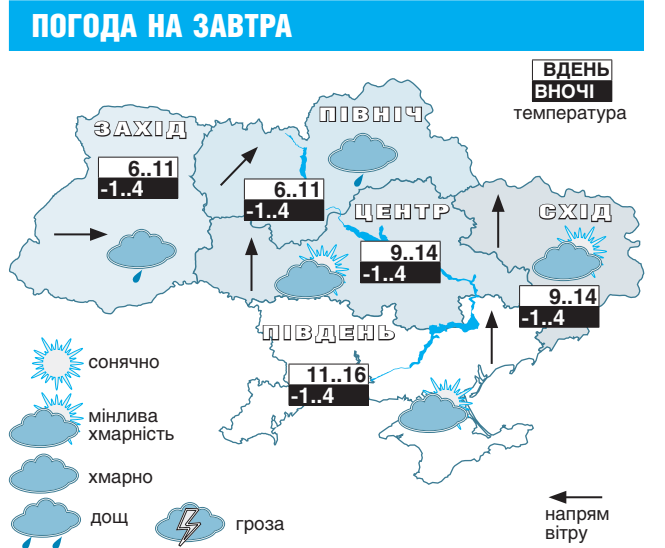 ПОГОДА НА ЗАВТРА
ВДЕНЬ
ВНОЧІ
температура
ЗАХІД
6..11
-1..4
ПІВНІЧ
6..11
-1..4
ЦЕНТР
9..14
-1..4
СХІД
9..14
-1..4
ПІВДЕНЬ
11..16
-1..4
сонячно
мінлива
хмарність
хмарно
дощ
гроза
напрям
вітру